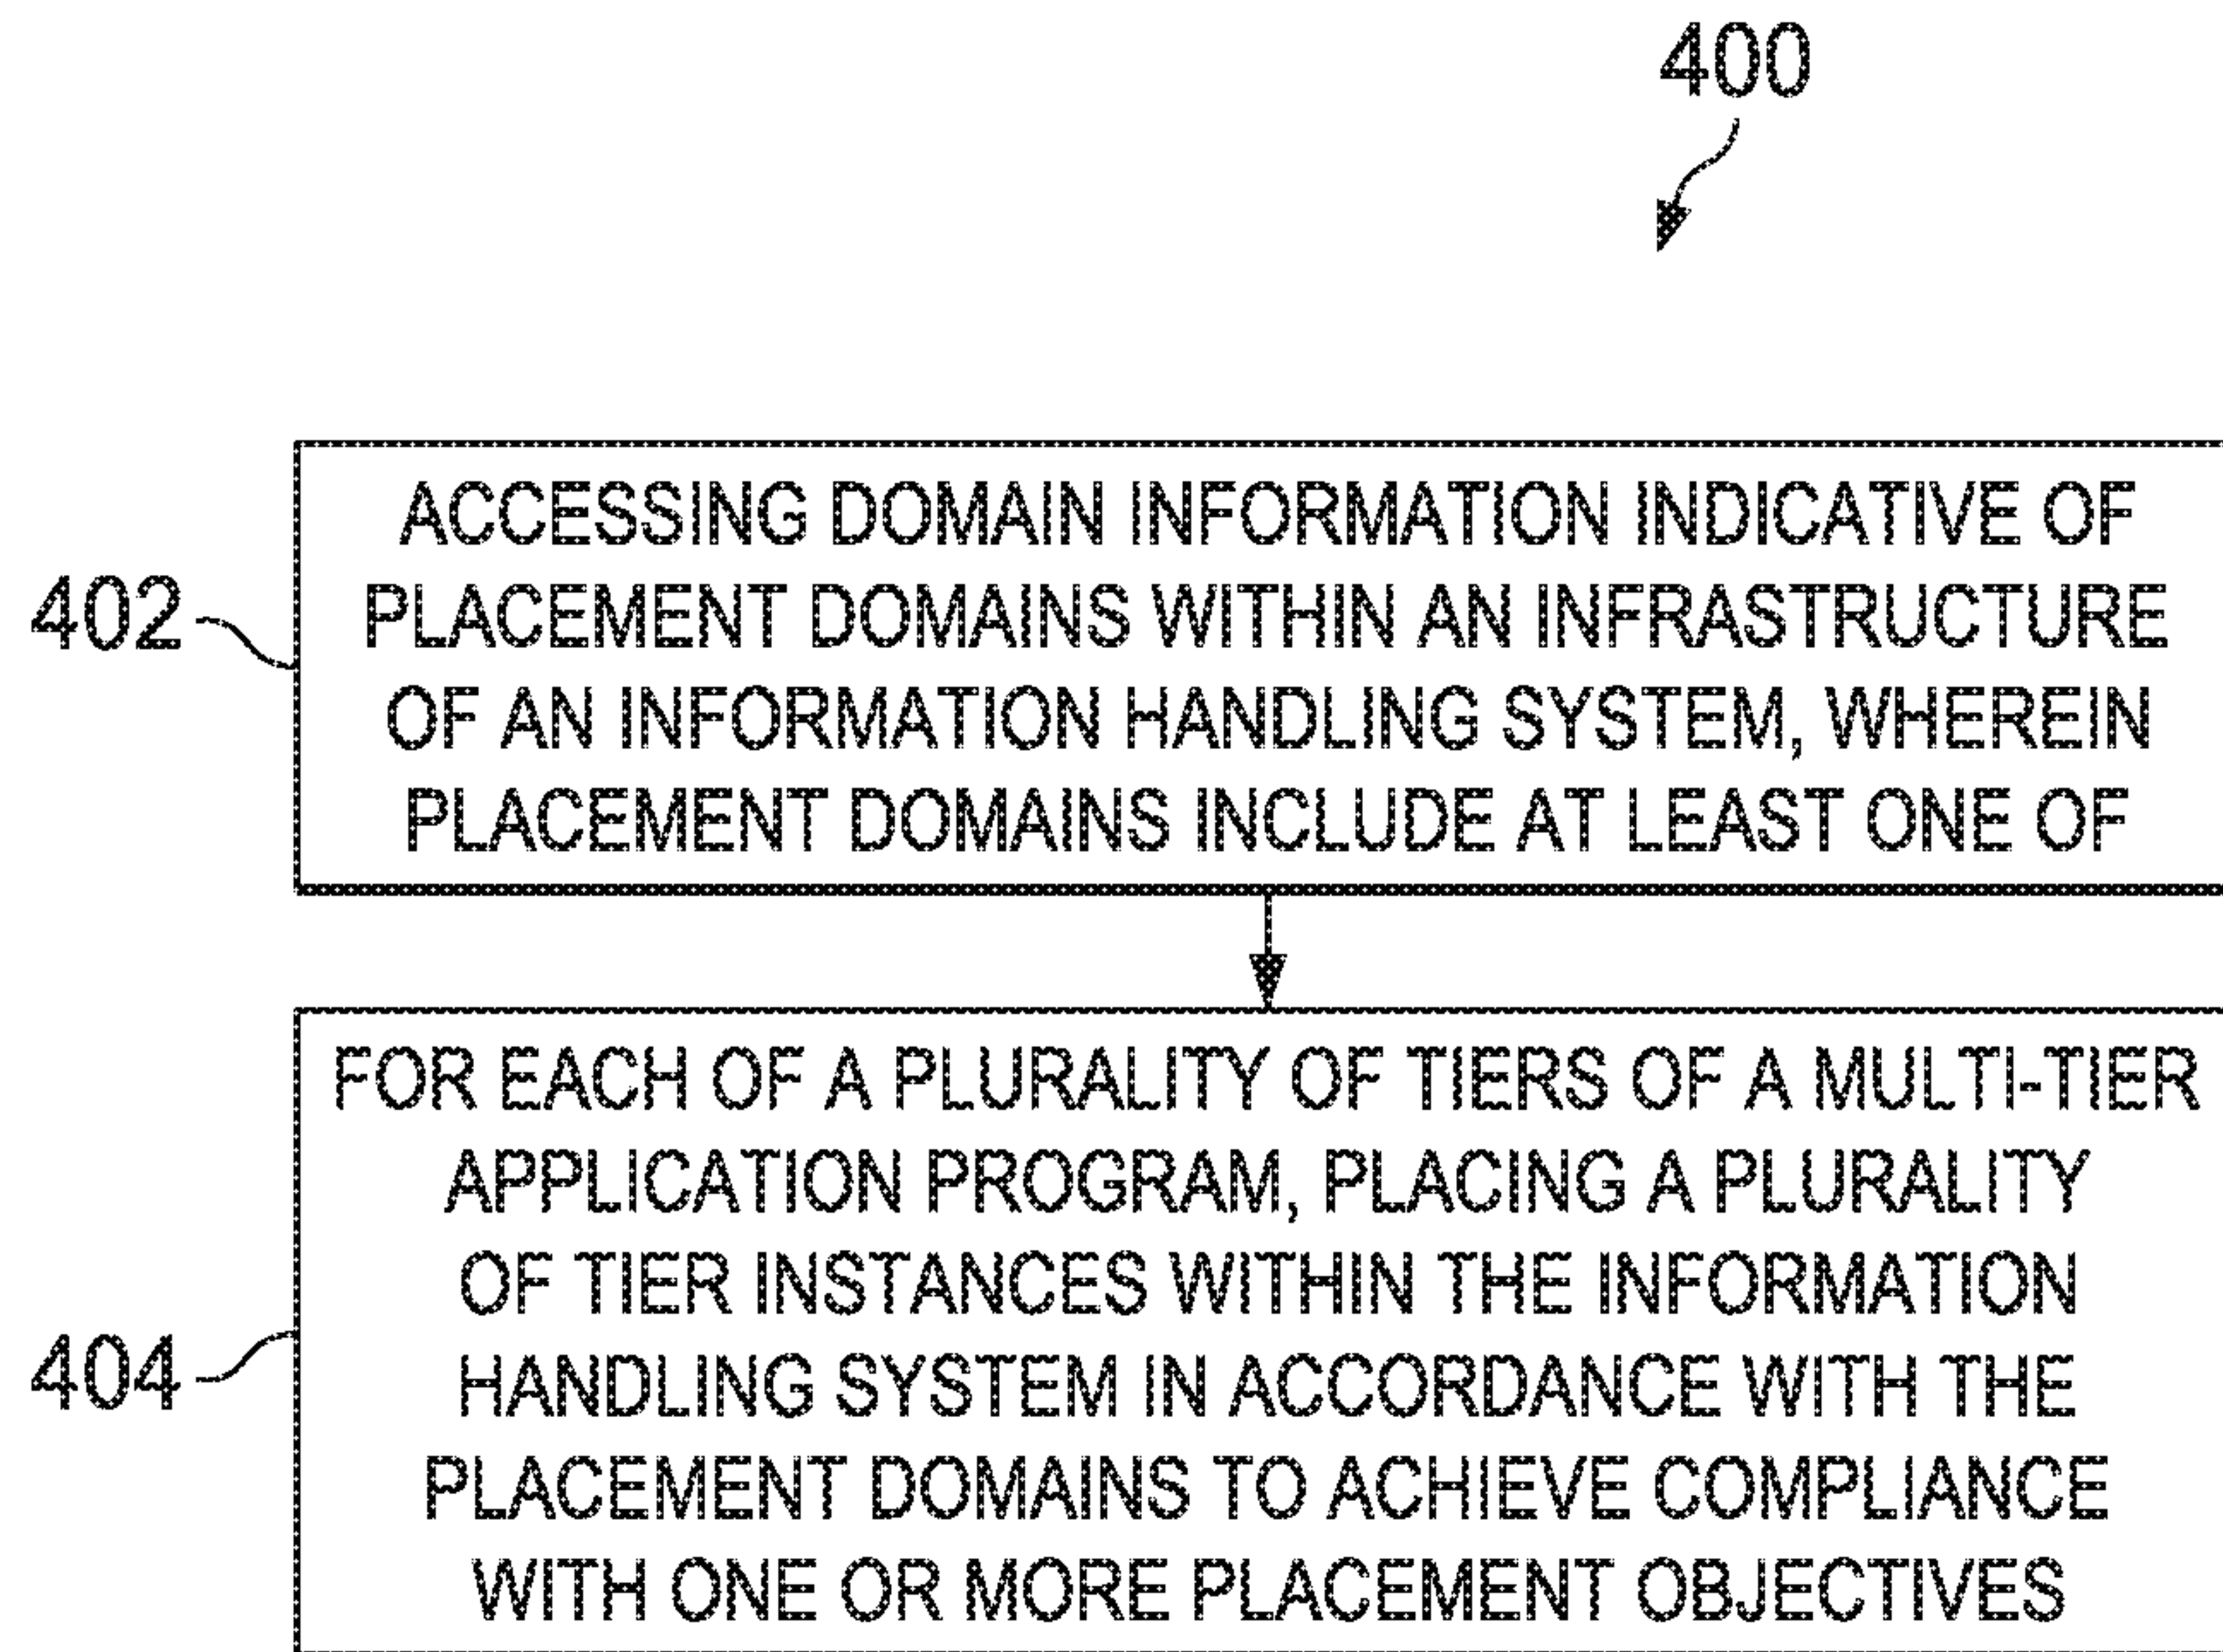 400
402
ACCESSING DOMAIN INFORMATION INDICATIVE OF
PLACEMENT DOMAINS WITHIN AN INFRASTRUCTURE
OF AN INFORMATION HANDLING SYSTEM, WHEREIN
PLACEMENT DOMAINS INCLUDE AT LEAST ONE OF
404
FOR EACH OF A PLURALITY OF TIERS OF A MULTI-TIER
APPLICATION PROGRAM, PLACING A PLURALITY
OF TIER INSTANCES WITHIN THE INFORMATION
HANDLING SYSTEM IN ACCORDANCE WITH THE
PLACEMENT DOMAINS TO ACHIEVE COMPLIANCE
WITH ONE OR MORE PLACEMENT OBJECTIVES